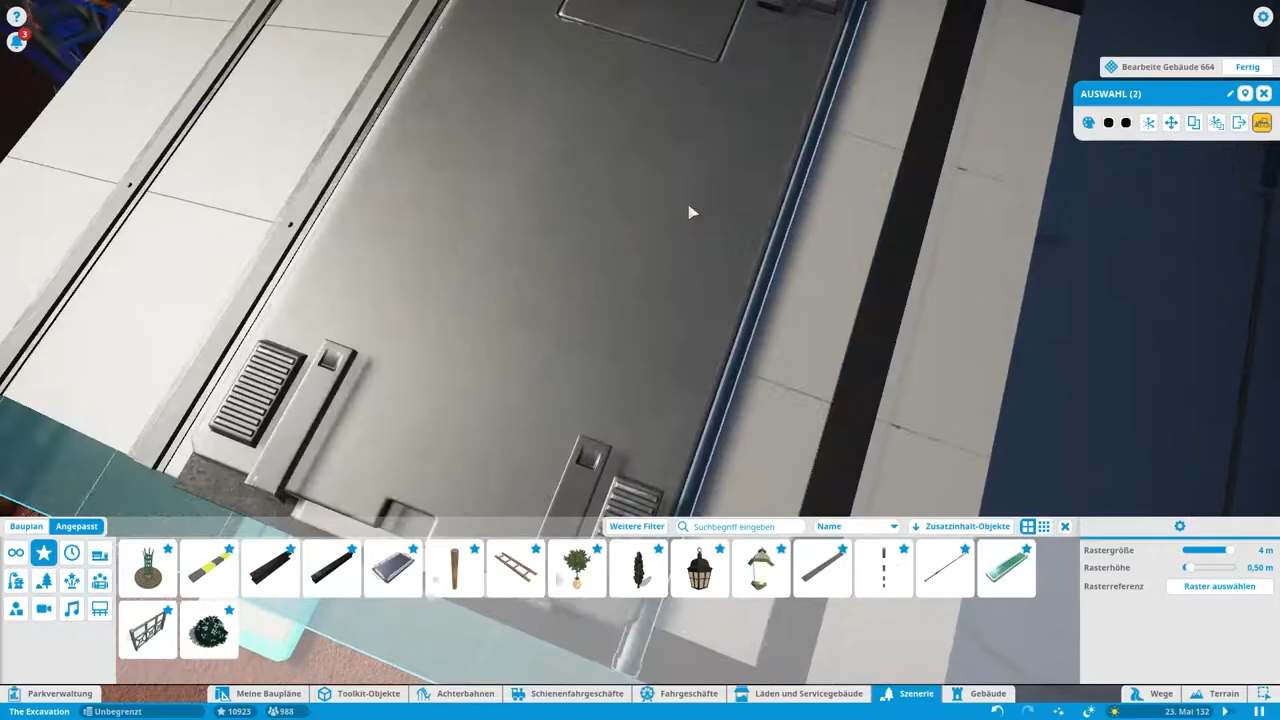 ?
3
Bearbeite Gebäude 664
Fertig
AUSWAHL (2)
Bauplan
Angepasst
Weitere Filter
Suchbegriff eingeben
Name
Zusatzinhalt-Objekte
Rastergröße
4 m
Rasterhöhe
0,50 m
Rasterreferenz
Raster auswählen
Parkverwaltung
Meine Baupläne
Toolkit-Objekte
Achterbahnen
Schienenfahrgeschäfte
Fahrgeschäfte
Läden und Servicegebäude
Szenerie
Gebäude
Wege
Terrain
The Excavation
Unbegrenzt
10923
988
23. Mai 132